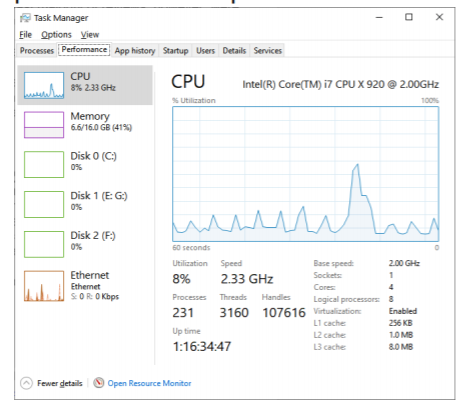 Task Manager
File Options View
Processes Performance App history Startup Users Details Services
CPU
8% 2.33 GHz
Memory
6.6/16.0 GB (41%)
Disk 0 (C:)
0%
Disk 1 (E: G:)
0%
Disk 2 (F:)
0%
Ethernet
Ethernet
S: 0 R: 0 Kbps
CPU Intel(R) Core(TM) i7 CPU X 920 @ 2.00GHz
% Utilization 100%
60 seconds 0
Utilization Speed
8% 2.33 GHz
Processes Threads Handles
231 3160 107616
Up time
1:16:34:47
Base speed: 2.00 GHz
Sockets: 1
Cores: 4
Logical processors: 8
Virtualization: Enabled
L1 cache: 256 KB
L2 cache: 1.0 MB
L3 cache: 8.0 MB
Fewer details Open Resource Monitor